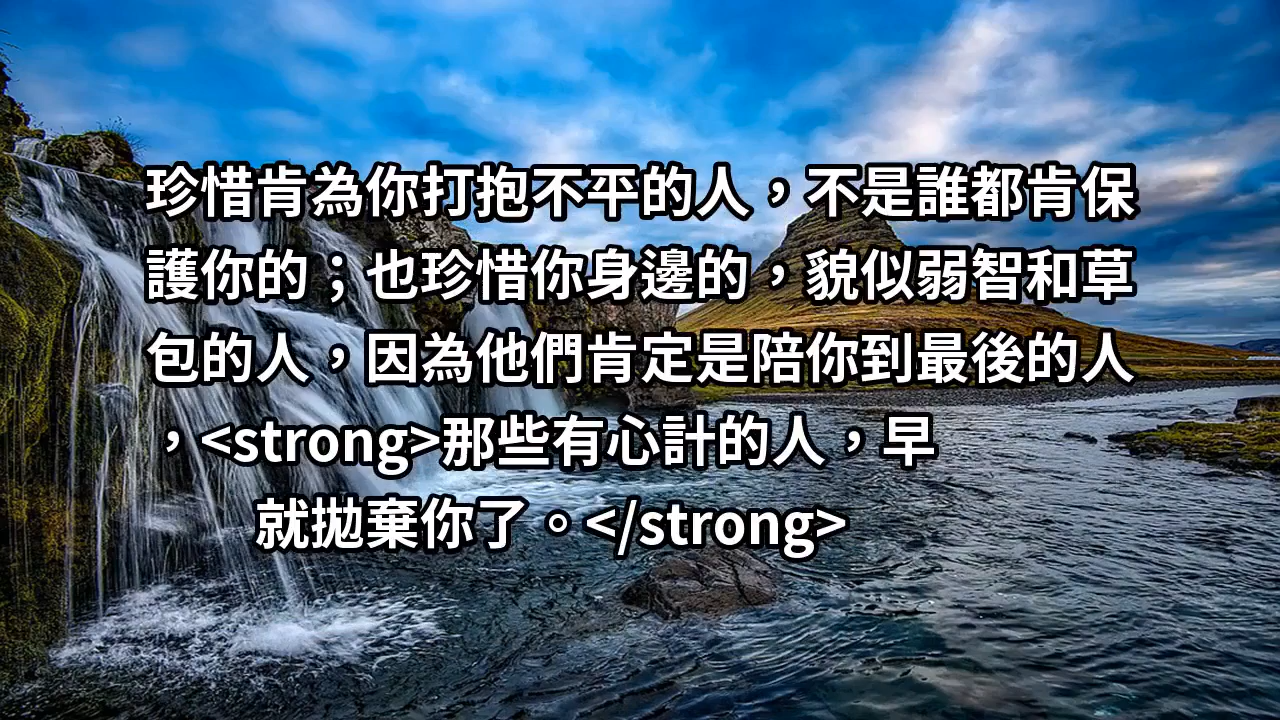 珍惜肯為你打抱不平的人，不是誰都肯保
護你的；也珍惜你身邊的，貌似弱智和草
包的人，因為他們肯定是陪你到最後的人
，<strong>那些有心計的人，早
就拋棄你了。</strong>